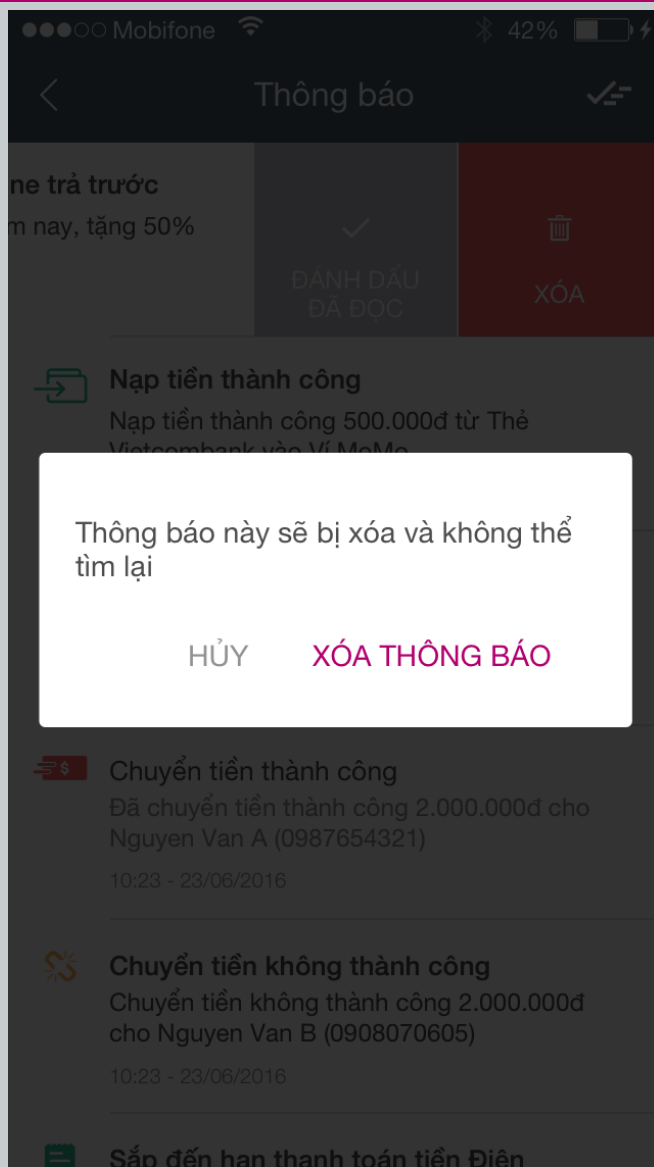 Mobifone 42%
Thông báo
ne trả trước
m nay, tặng 50%
ĐÁNH DẤU
ĐÃ ĐỌC
XÓA
Nạp tiền thành công
Nạp tiền thành công 500.000đ từ Thẻ
Vietcombank vào Ví MoMo
Thông báo này sẽ bị xóa và không thể
tìm lại
HỦY XÓA THÔNG BÁO
Chuyển tiền thành công
Đã chuyển tiền thành công 2.000.000đ cho
Nguyen Van A (0987654321)
10:23 - 23/06/2016
Chuyển tiền không thành công
Chuyển tiền không thành công 2.000.000đ
cho Nguyen Van B (0908070605)
10:23 - 23/06/2016
Sắp đến hạn thanh toán tiền Điện